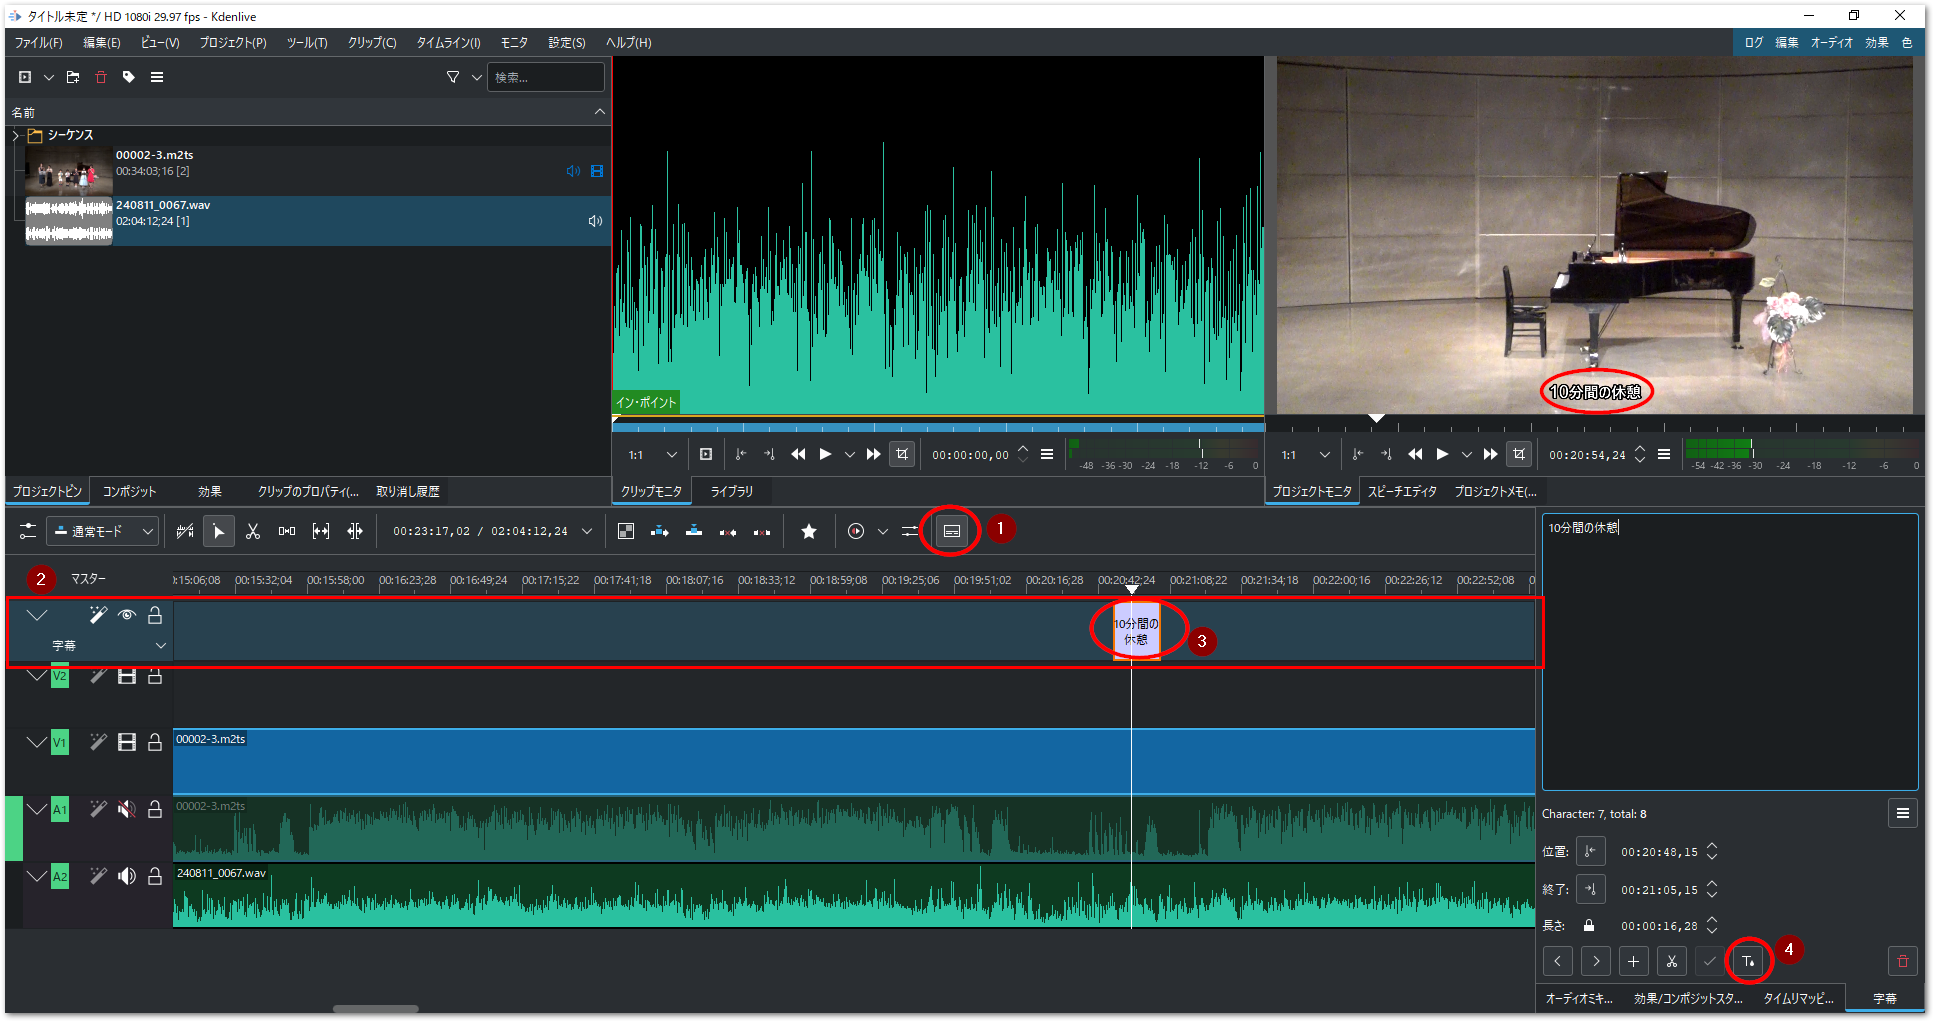 タイトル未定 */ HD 1080i 29.97 fps - Kdenlive
ファイル(F) 編集(E) ビュー(V) プロジェクト(P) ツール(T) クリップ(C) タイムライン(I) モニタ 設定(S) ヘルプ(H)
ログ 編集 オーディオ 効果 色
検索...
名前
シーケンス
00002-3.m2ts
00:34:03;16 [2]
240811_0067.wav
02:04:12;24 [1]
イン・ポイント
10分間の休憩
1:1
00:00:00,00
-48 -36 -30 -24 -18 -12 -6 0
1:1
00:20:54,24
-54 -42 -36 -30 -24 -18 -12 -6 0
プロジェクトビン コンポジット 効果 クリップのプロパティ(... 取り消し履歴
クリップモニタ ライブラリ
プロジェクトモニタ スピーチエディタ プロジェクトメモ(...
通常モード
00:23:17,02 / 02:04:12,24
1
10分間の休憩
2
マスター
:15:06;08 00:15:32;04 00:15:58;00 00:16:23;28 00:16:49;24 00:17:15;22 00:17:41;18 00:18:07;16 00:18:33;12 00:18:59;08 00:19:25;06 00:19:51;02 00:20:16;28 00:20:42;24 00:21:08;22 00:21:34;18 00:22:00;16 00:22:26;12 00:22:52;08 0
字幕
10分間の
休憩
3
V2
V1
00002-3.m2ts
A1
00002-3.m2ts
A2
240811_0067.wav
Character: 7, total: 8
位置: 00:20:48,15
終了: 00:21:05,15
長さ: 00:00:16,28
4
オーディオミキ... 効果/コンポジットスタ... タイムリマッピ... 字幕